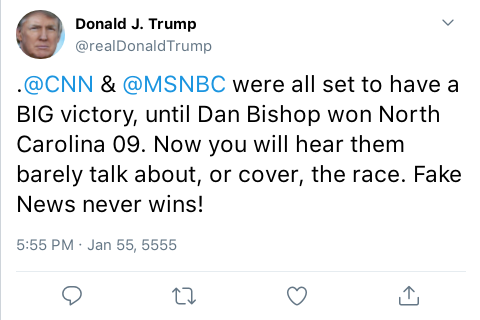 Donald J. Trump
@realDonaldTrump
.@CNN & @MSNBC were all set to have a
BIG victory, until Dan Bishop won North
Carolina 09. Now you will hear them
barely talk about, or cover, the race. Fake
News never wins!
5:55 PM · Jan 55, 5555